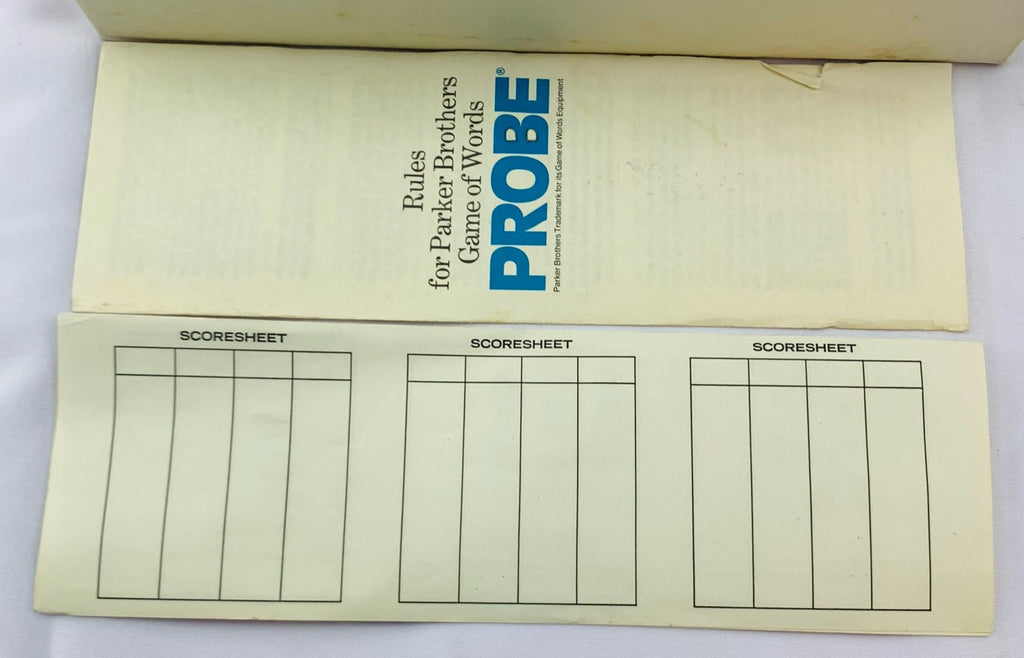 Rules
for Parker Brothers
Game of Words
PROBE®
Parker Brothers Trademark for its Game of Words Equipment
SCORESHEET
SCORESHEET
SCORESHEET